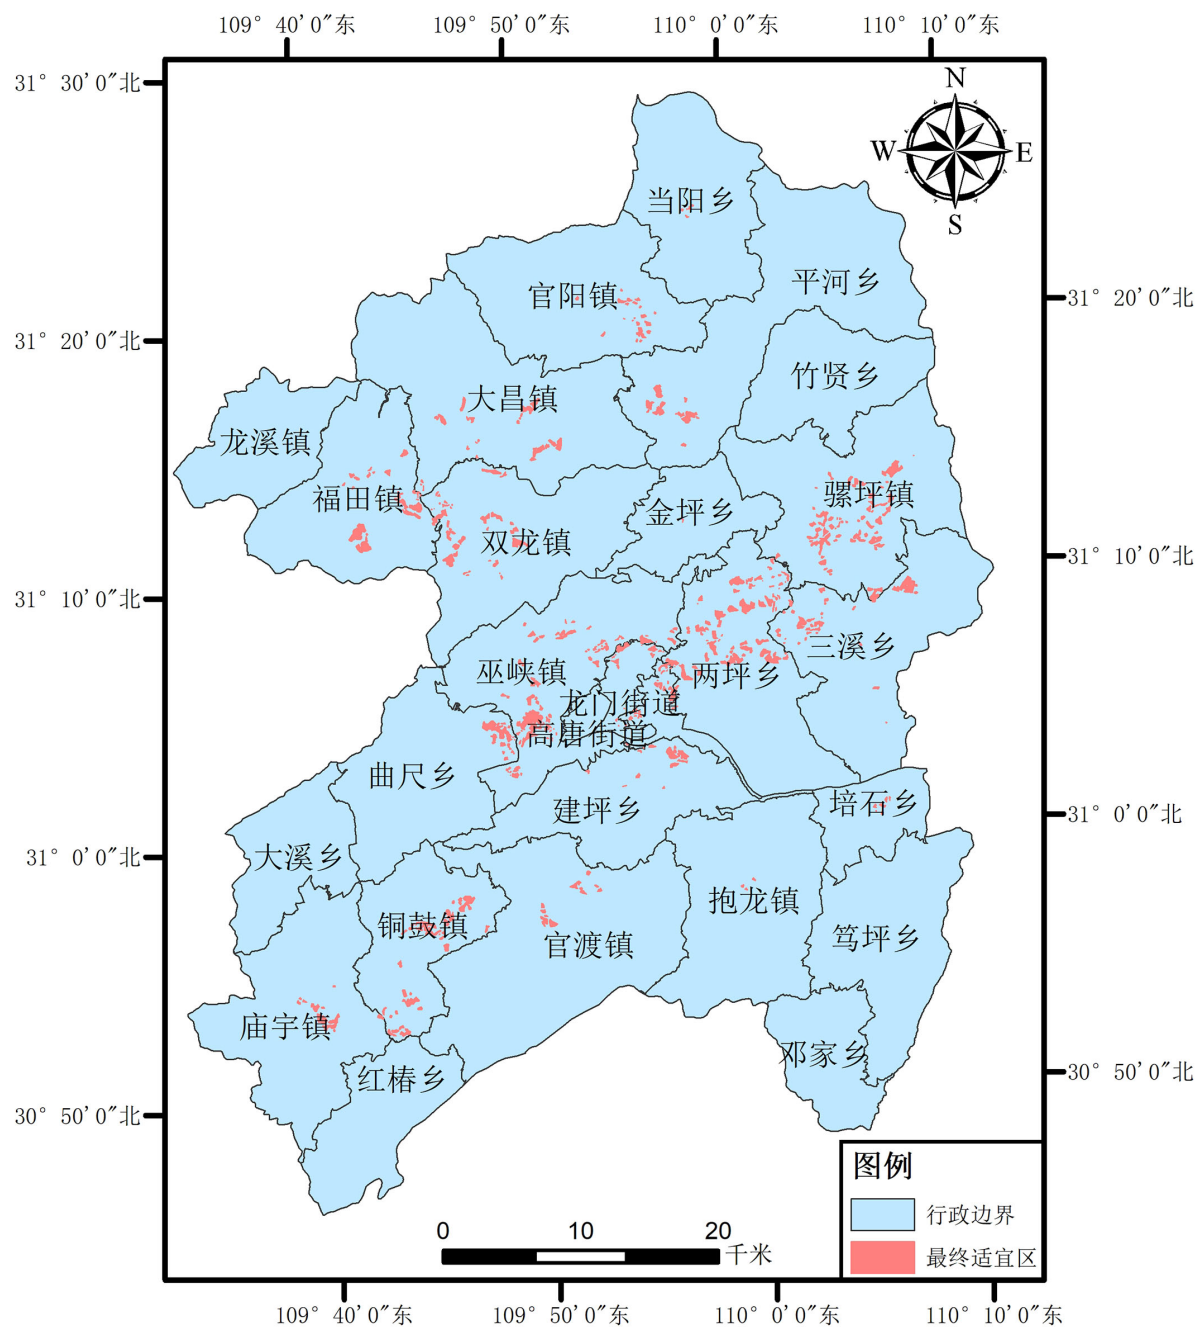 109° 40′0″东 109° 50′0″东 110° 0′0″东 110° 10′0″东
31° 30′0″北
N
W E
S
当阳乡
平河乡
官阳镇
31° 20′0″北
31° 20′0″北
竹贤乡
大昌镇
龙溪镇
福田镇
骡坪镇
金坪乡
双龙镇
31° 10′0″北
31° 10′0″北
三溪乡
巫峡镇
两坪乡
龙门街道
高唐街道
曲尺乡
培石乡
建坪乡
31° 0′0″北
31° 0′0″北
大溪乡
抱龙镇
铜鼓镇
笃坪乡
官渡镇
庙宇镇
邓家乡
红椿乡
30° 50′0″北
30° 50′0″北
图例
行政边界
最终适宜区
0 10 20
千米
109° 40′0″东 109° 50′0″东 110° 0′0″东 110° 10′0″东